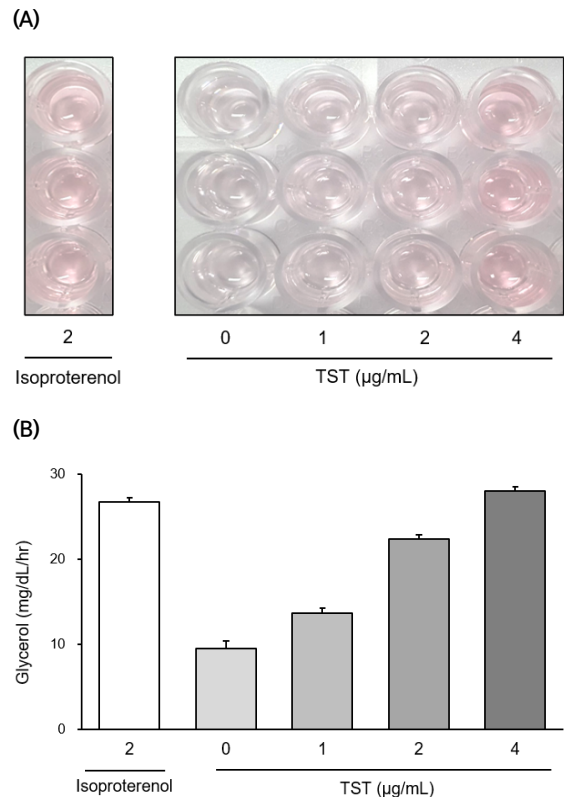 (A)
2 0 1 2 4
Isoproterenol TST (µg/mL)
(B)
30
20
10
0
Glycerol (mg/dL/hr)
2 0 1 2 4
Isoproterenol TST (µg/mL)